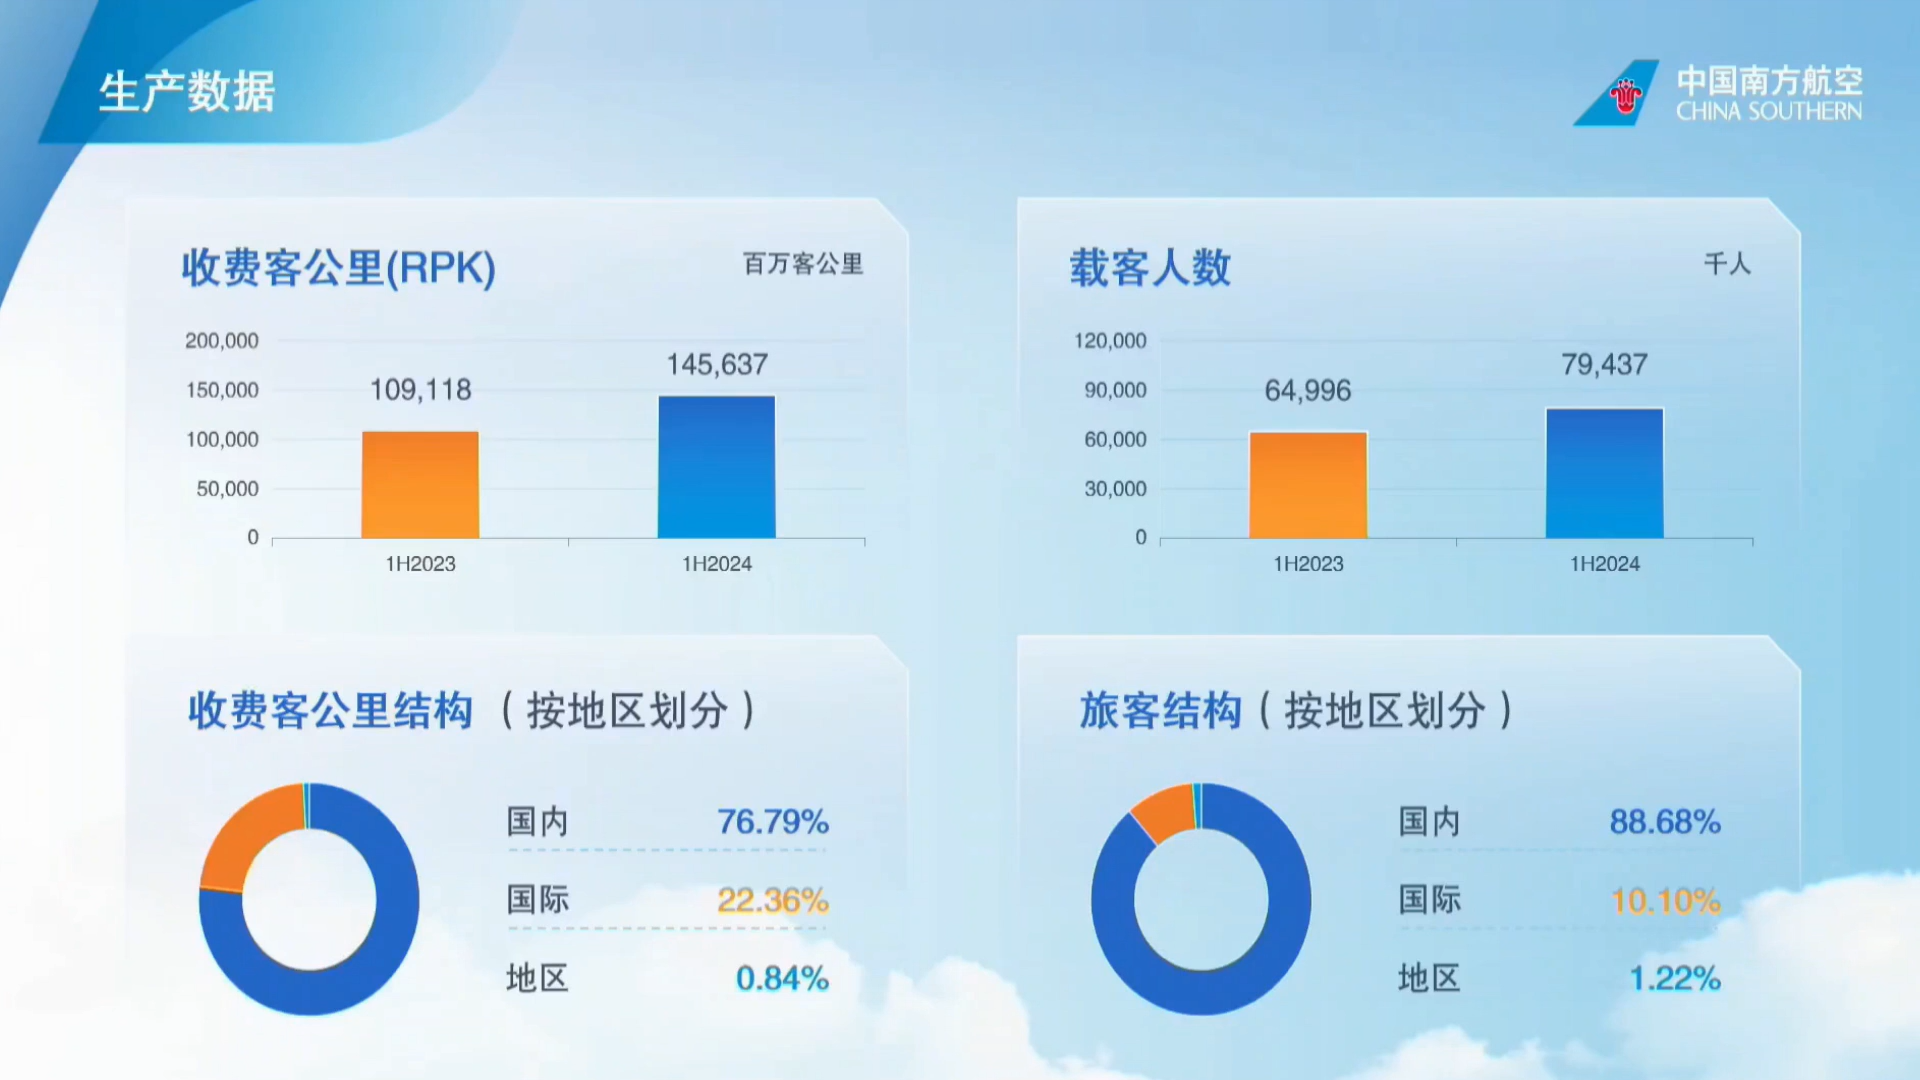 生产数据
中国南方航空
CHINA SOUTHERN
收费客公里(RPK)
百万客公里
200,000
150,000
100,000
50,000
0
109,118
145,637
1H2023
1H2024
载客人数
千人
120,000
90,000
60,000
30,000
0
64,996
79,437
1H2023
1H2024
收费客公里结构（按地区划分）
国内 76.79%
国际 22.36%
地区 0.84%
旅客结构（按地区划分）
国内 88.68%
国际 10.10%
地区 1.22%